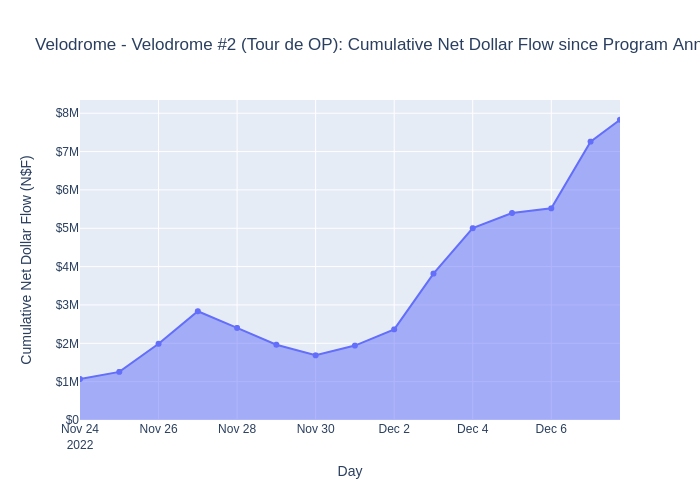 Velodrome - Velodrome #2 (Tour de OP): Cumulative Net Dollar Flow since Program Ann
$8M
$7M
$6M
$5M
$4M
$3M
$2M
$1M
$0
Cumulative Net Dollar Flow (N$F)
Nov 24
2022
Nov 26
Nov 28
Nov 30
Dec 2
Dec 4
Dec 6
Day